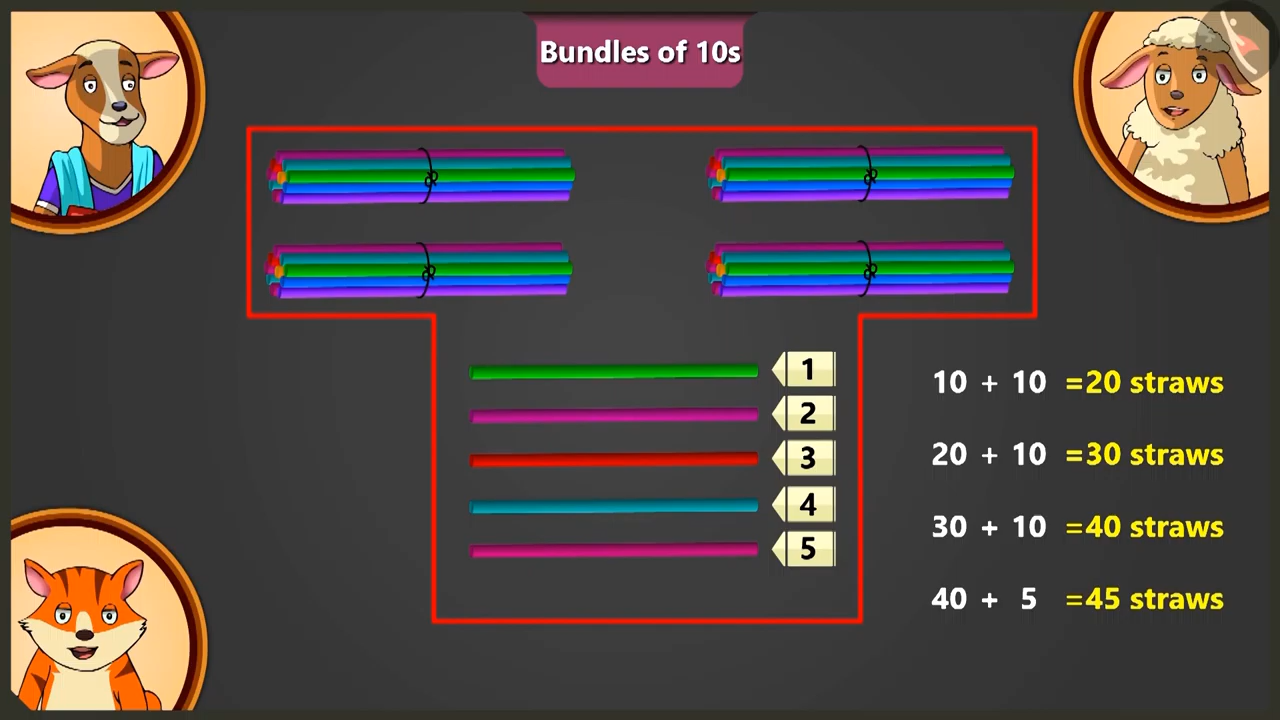 Bundles of 10s
1
2
3
4
5
10 + 10 =20 straws
20 + 10 =30 straws
30 + 10 =40 straws
40 + 5 =45 straws